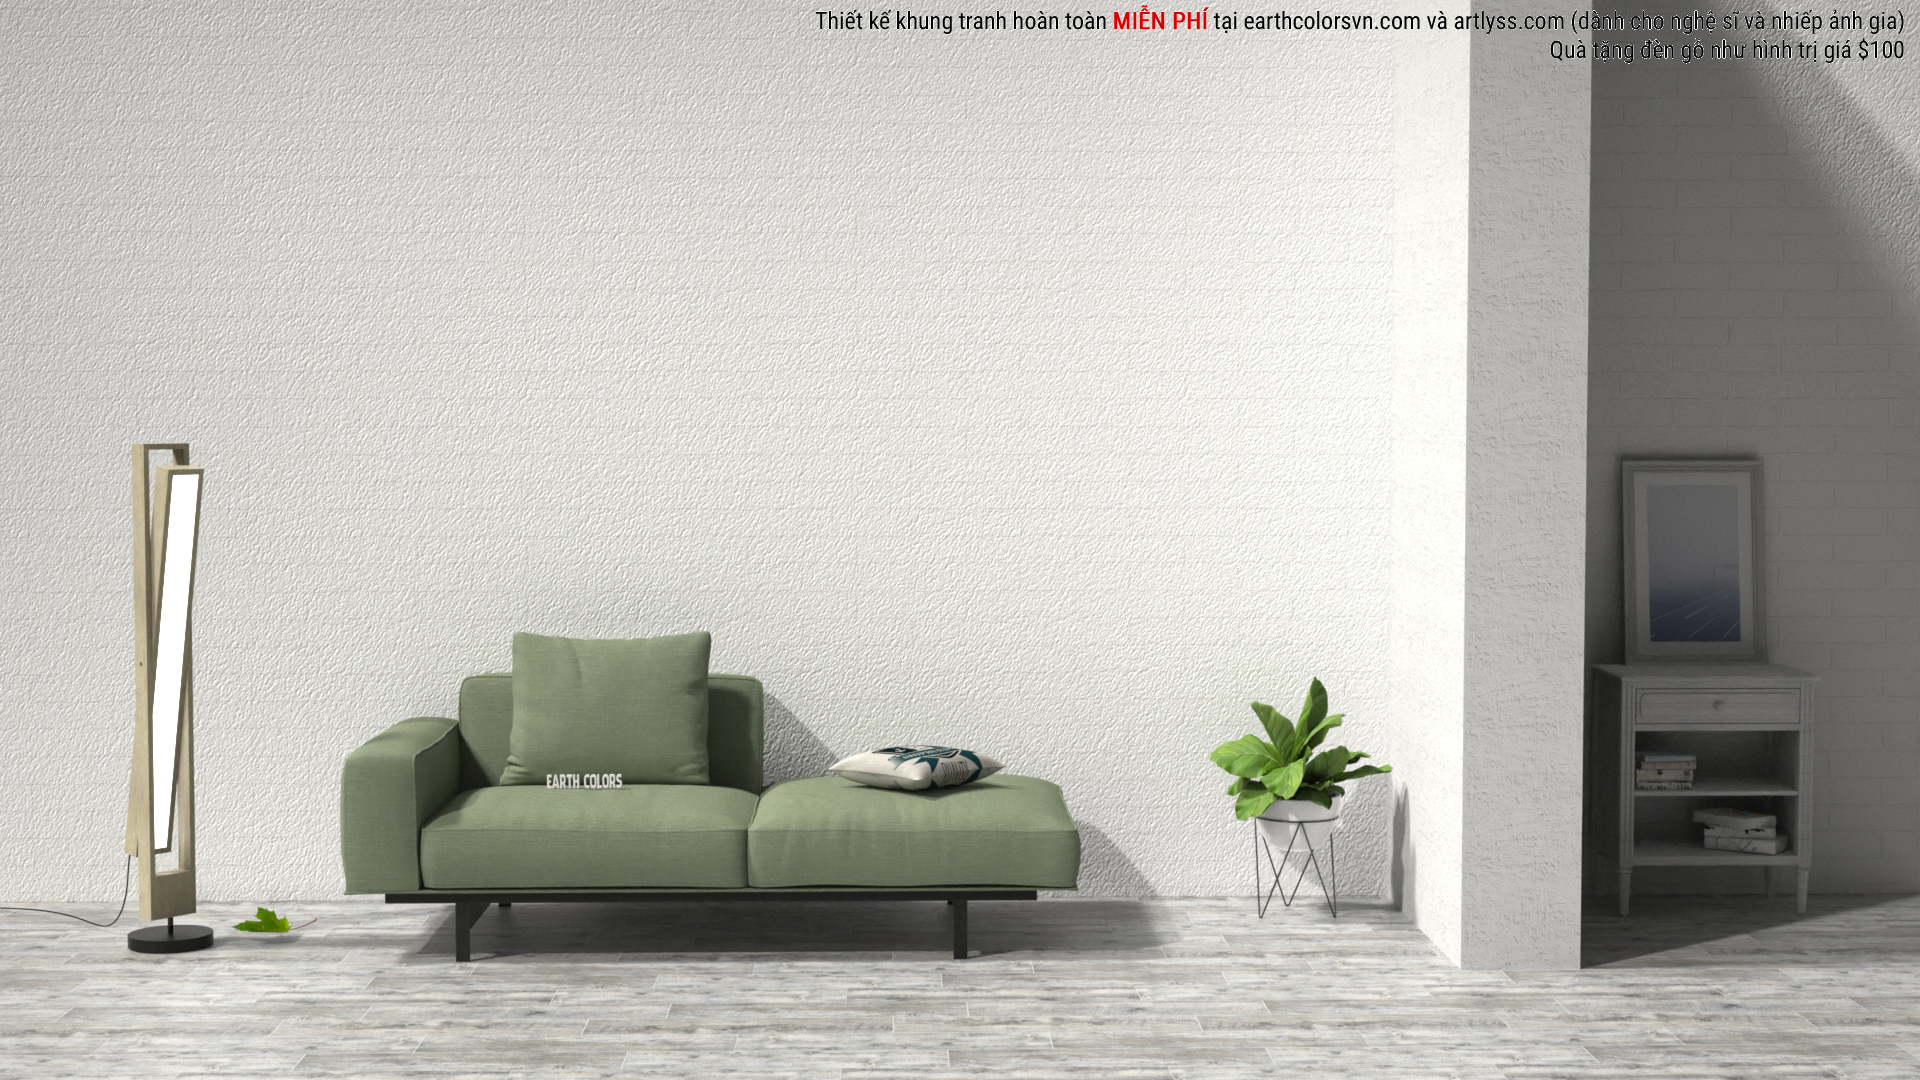 Thiết kế khung tranh hoàn toàn MIỄN PHÍ tại earthcolorsvn.com và artlyss.com (dành cho nghệ sĩ và nhiếp ảnh gia)
Quà tặng đèn gỗ như hình trị giá $100
EARTH COLORS